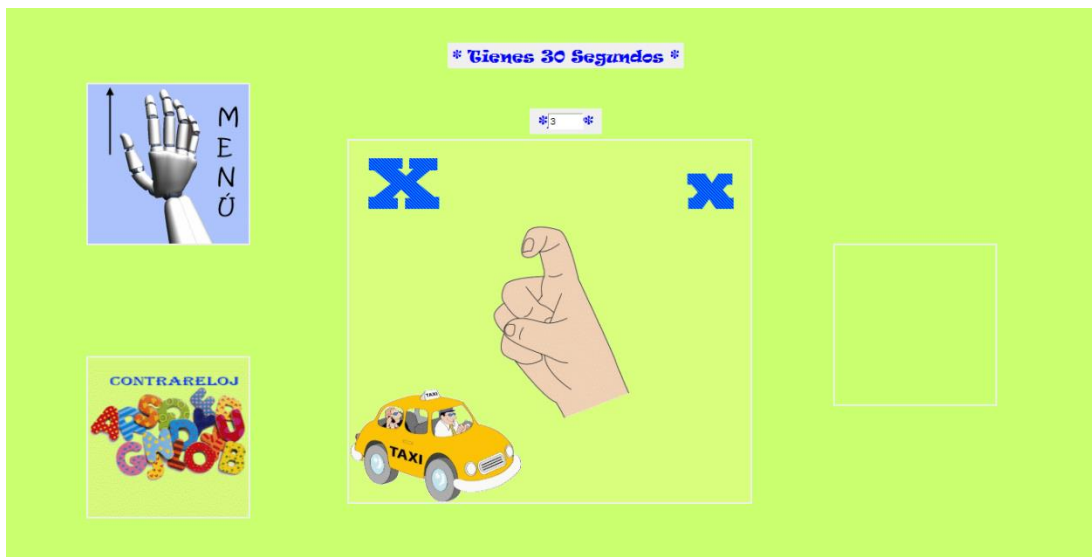 * Tienes 30 Segundos *
MENÚ
* 3 *
X x
CONTRARELOJ
TAXI
TAXI